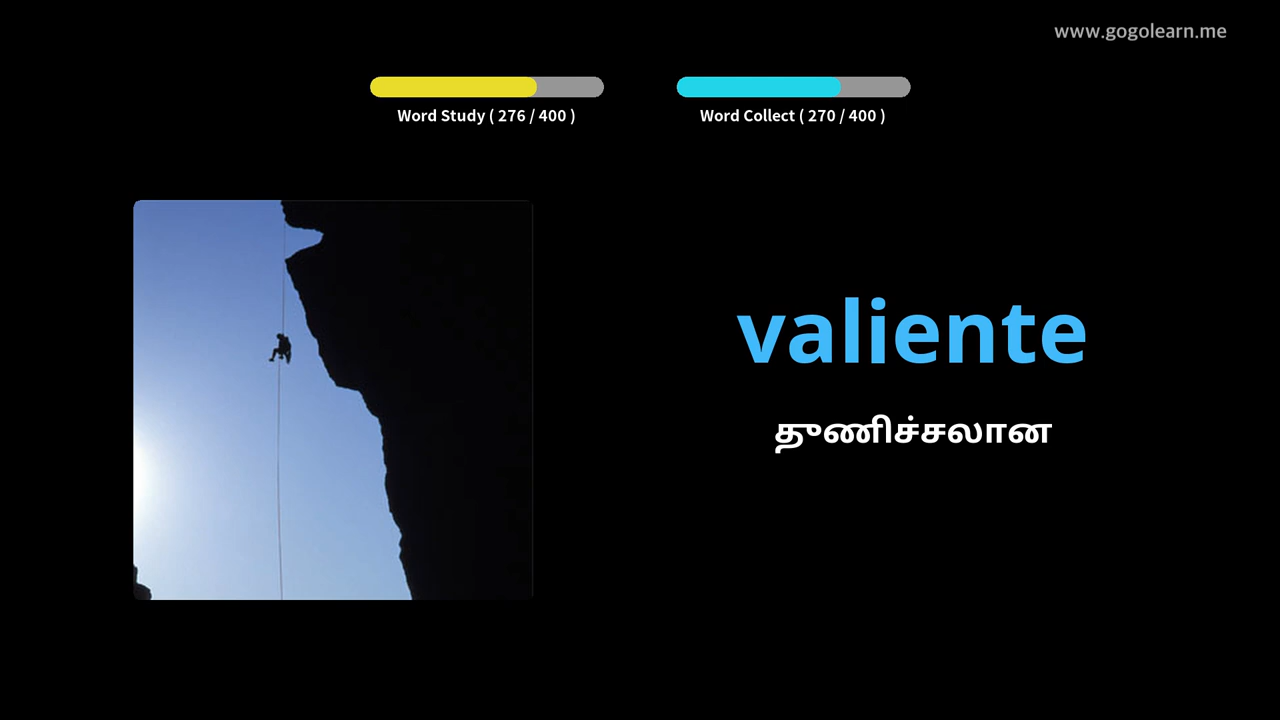 www.gogolearn.me
Word Study ( 276 / 400 )
Word Collect ( 270 / 400 )
valiente
துணிச்சலான